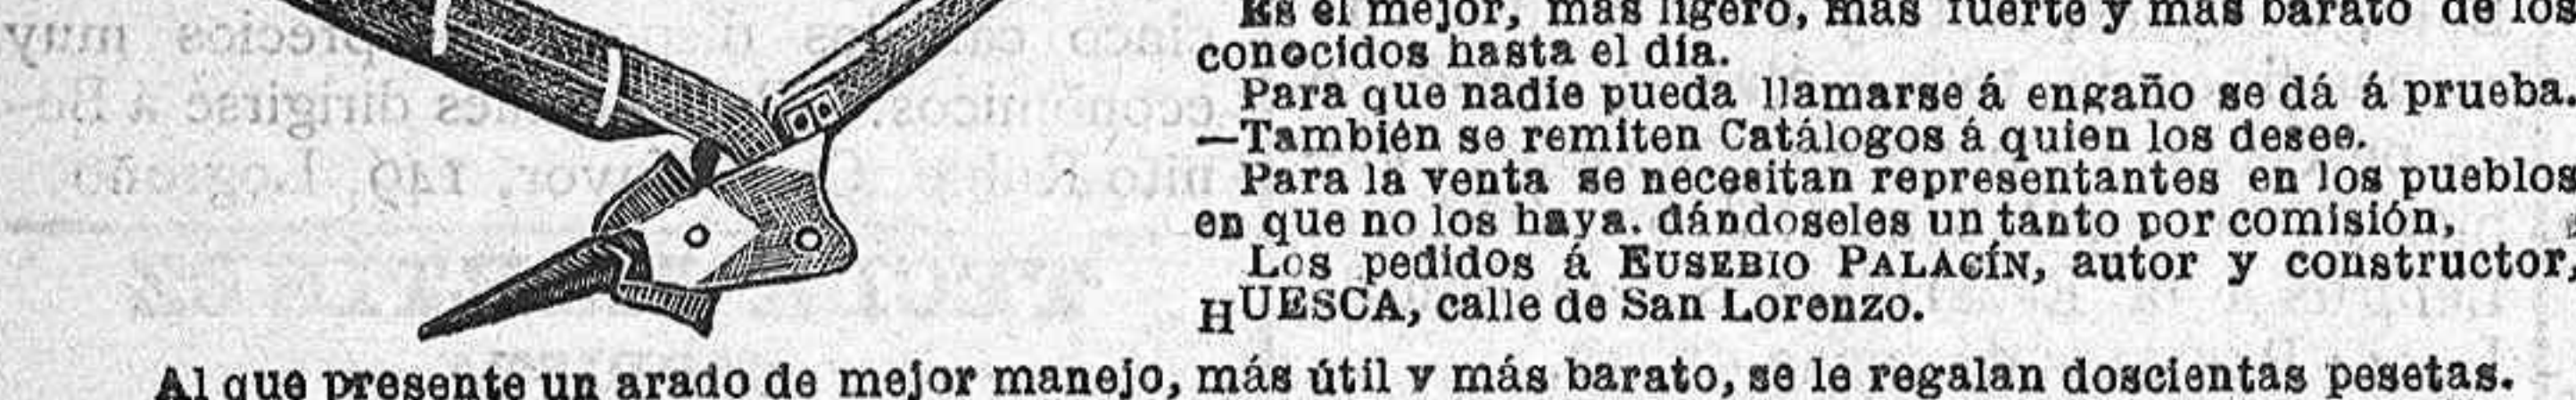 Es el mejor, más ligero, más fuerte y más barato de los
conocidos hasta el día.
Para que nadie pueda llamarse á engaño se dá á prueba.
—También se remiten Catálogos á quien los desee.
Para la venta se necesitan representantes en los pueblos
en que no los haya. dándoseles un tanto por comisión,
Los pedidos á EUSEBIO PALACÍN, autor y constructor,
HUESCA, calle de San Lorenzo.
Al que presente un arado de mejor manejo, más útil y más barato, se le regalan doscientas pesetas.